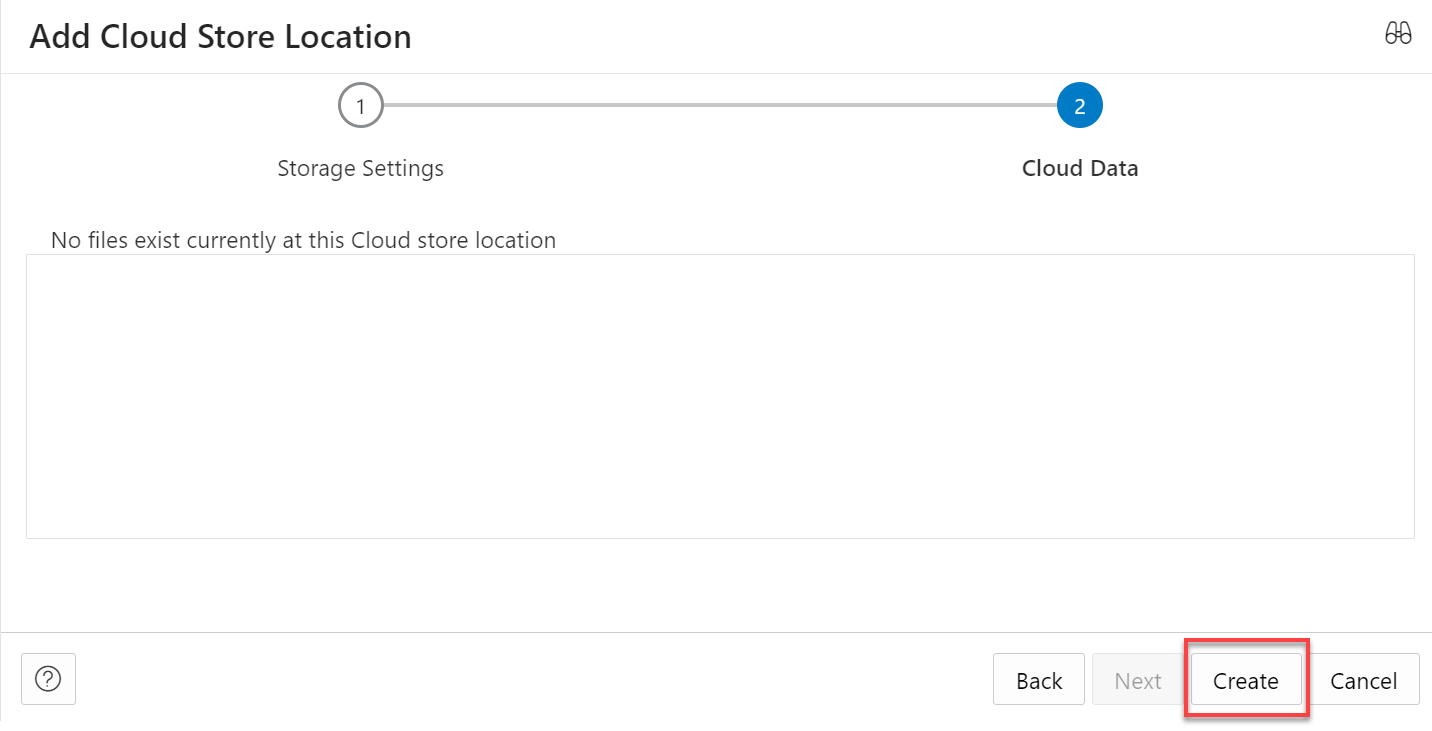 Add Cloud Store Location
1
2
Storage Settings
Cloud Data
No files exist currently at this Cloud store location
?
Back
Next
Create
Cancel